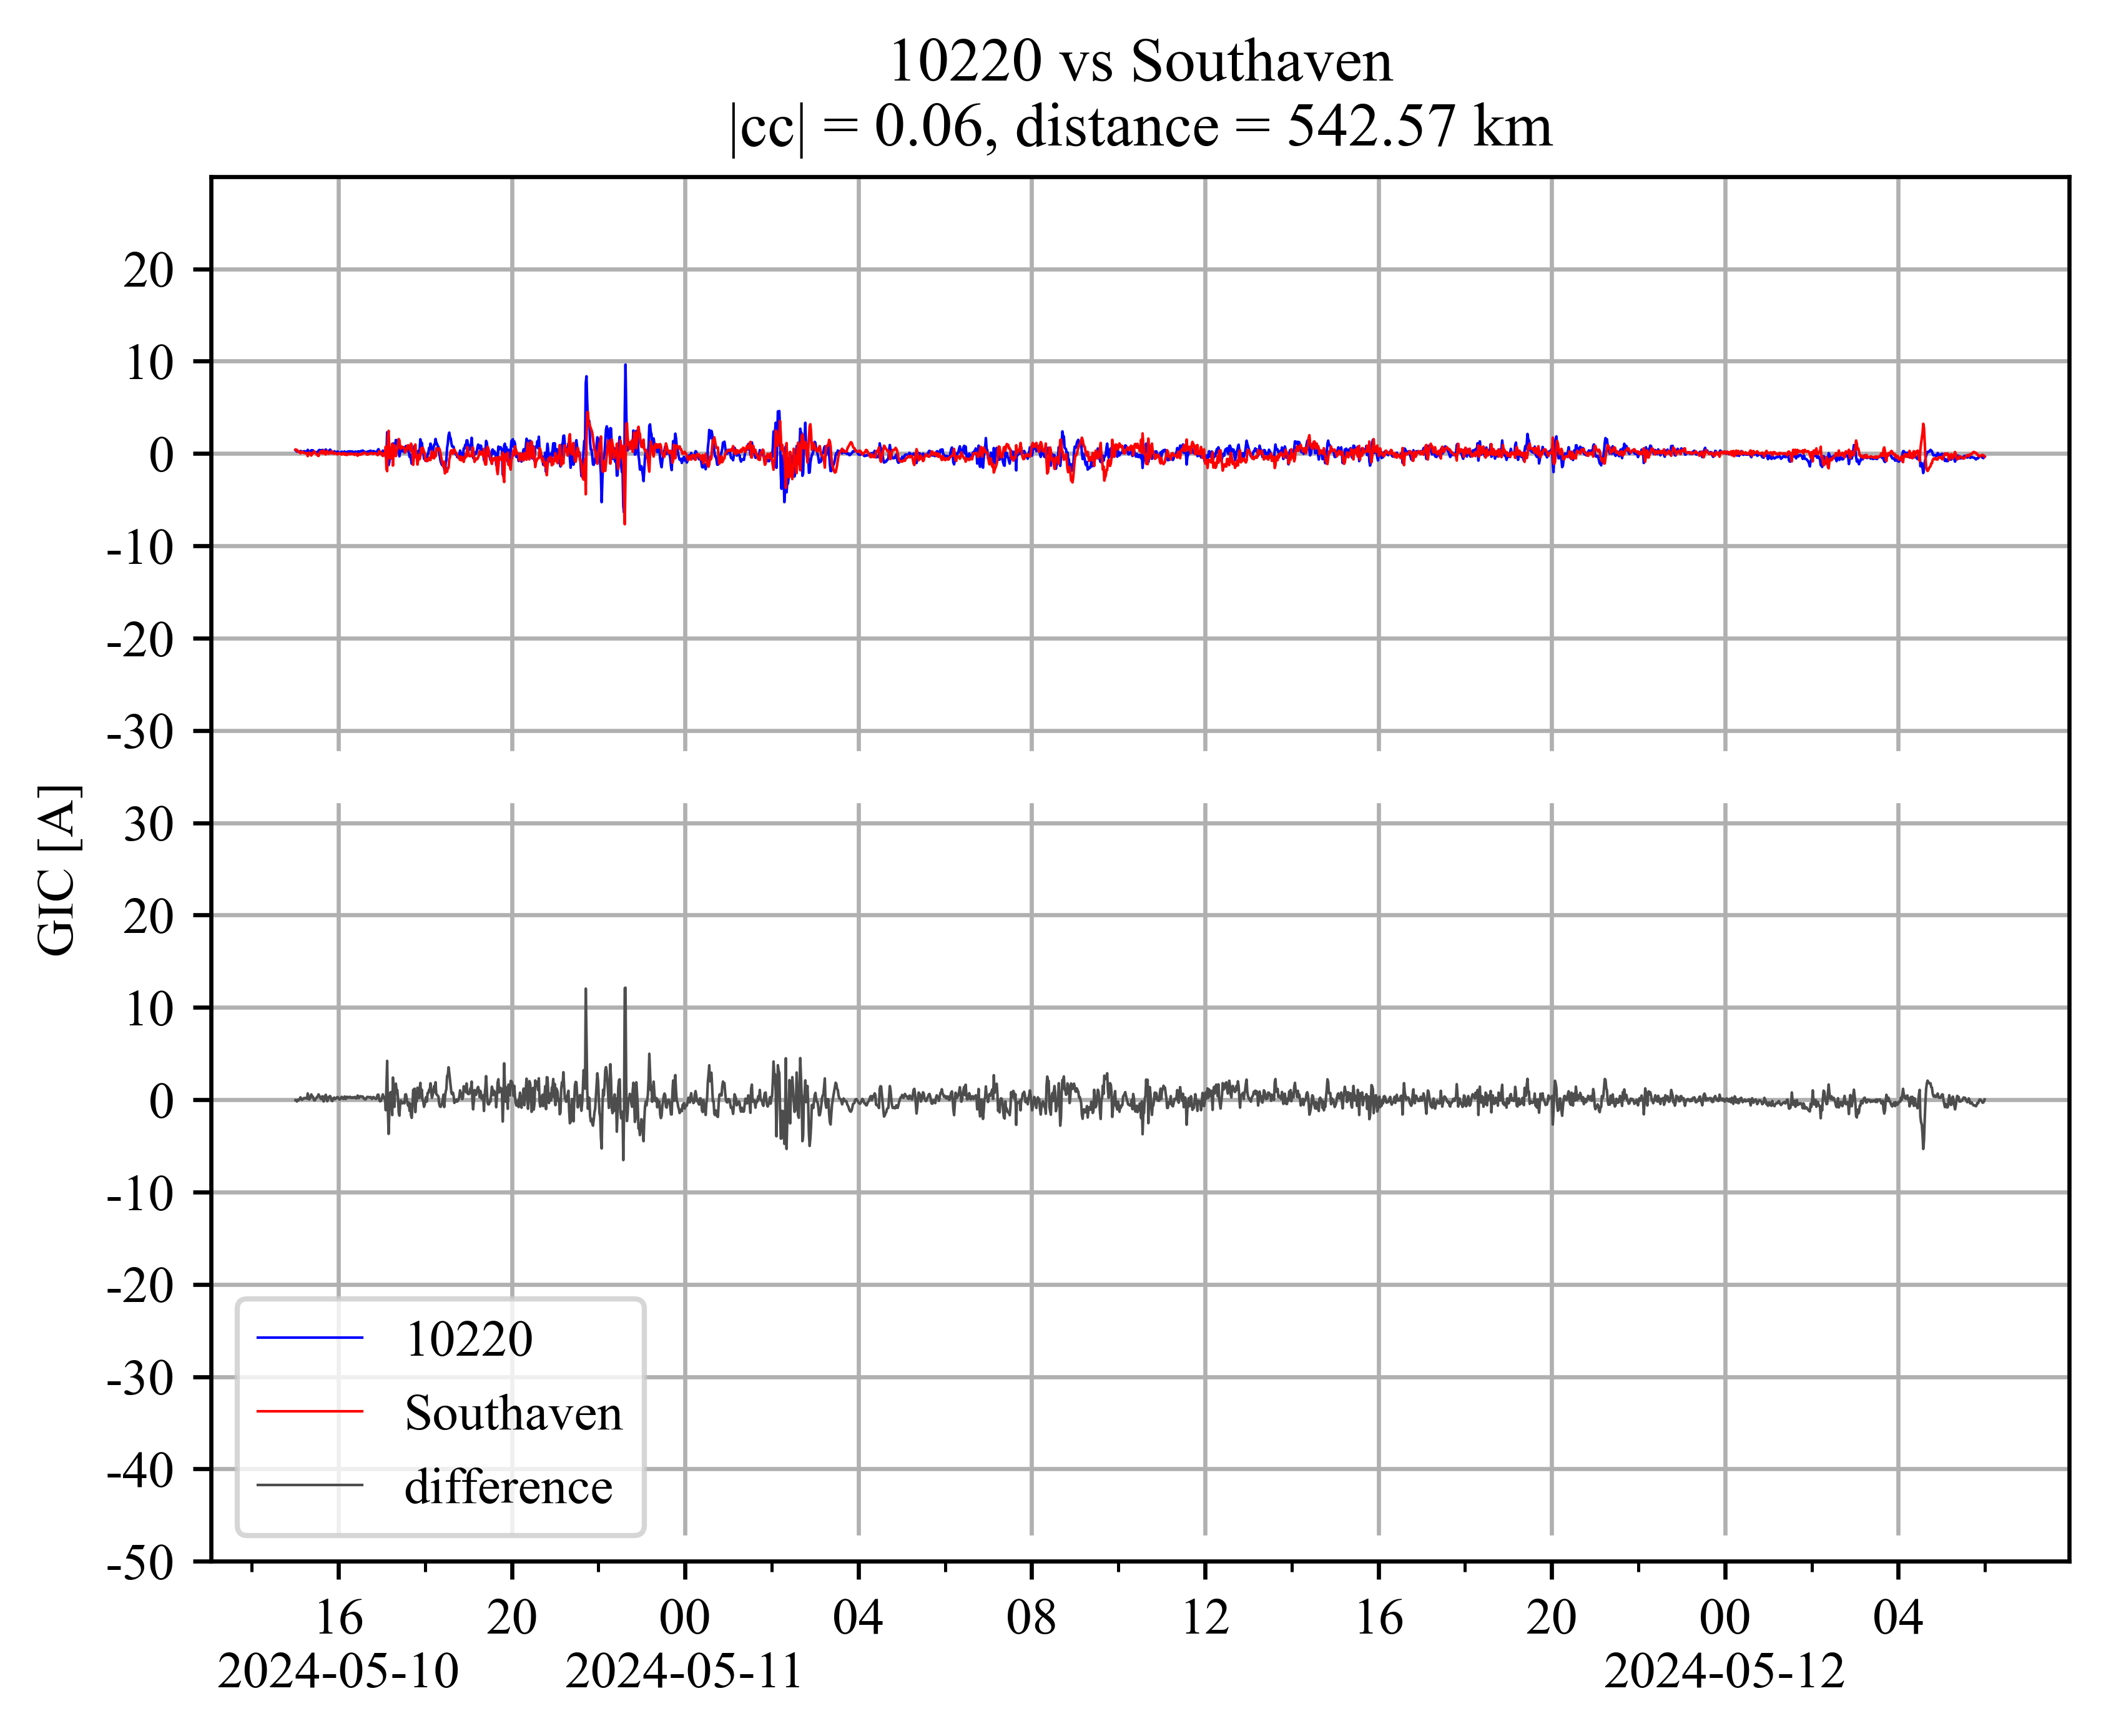 10220 vs Southaven
|cc| = 0.06, distance = 542.57 km
GIC [A]
20
10
0
-10
-20
-30
30
20
10
0
-10
-20
-30
-40
-50
10220
Southaven
difference
16 20 00 04 08 12 16 20 00 04
2024-05-10 2024-05-11 2024-05-12